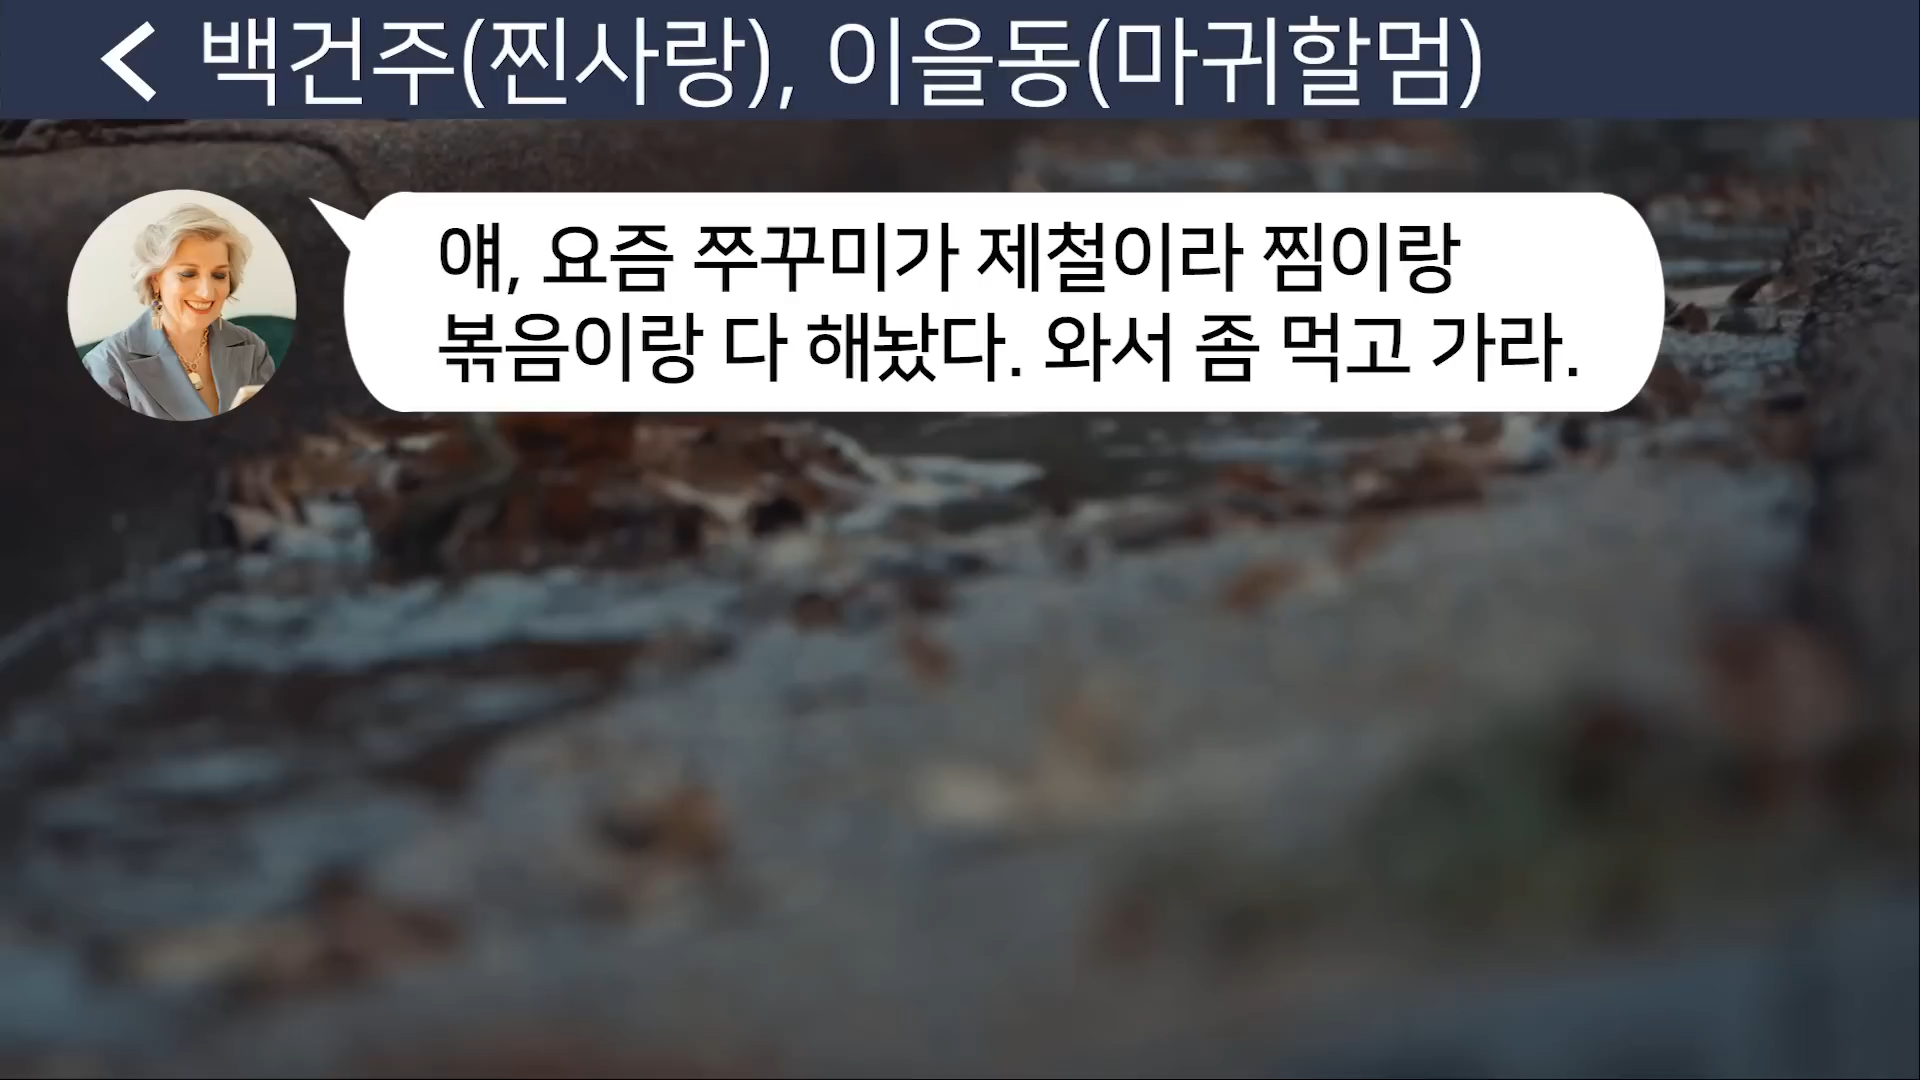 백건주(찐사랑), 이을동(마귀할멈)
얘, 요즘 쭈꾸미가 제철이라 찜이랑
볶음이랑 다 해놨다. 와서 좀 먹고 가라.